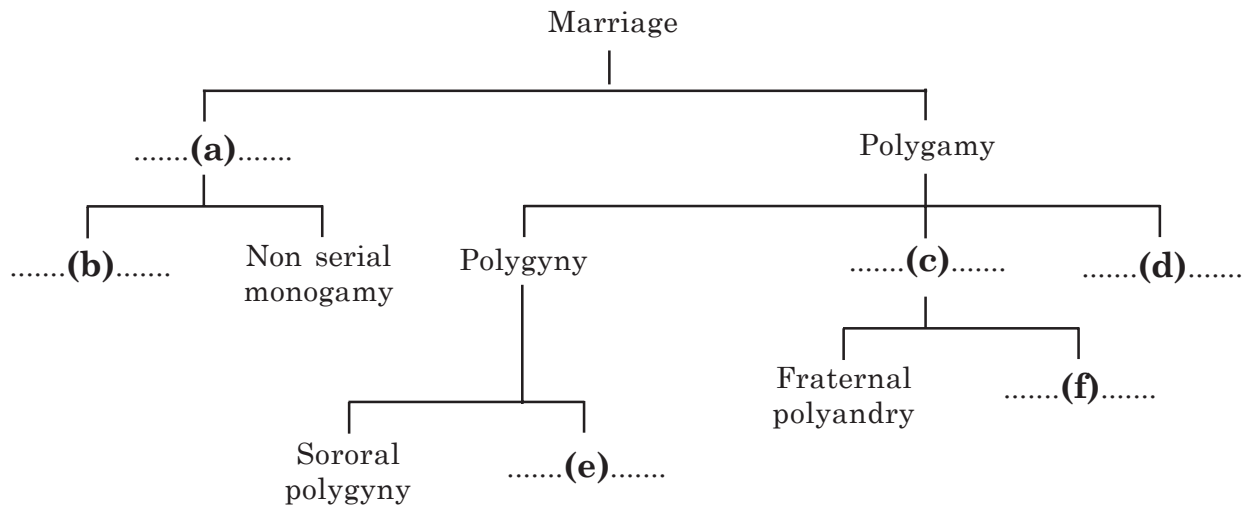 Marriage
.......(a).......
Polygamy
.......(b).......
Non serial
monogamy
Polygyny
.......(c).......
.......(d).......
Fraternal
polyandry
.......(f).......
Sororal
polygyny
.......(e).......